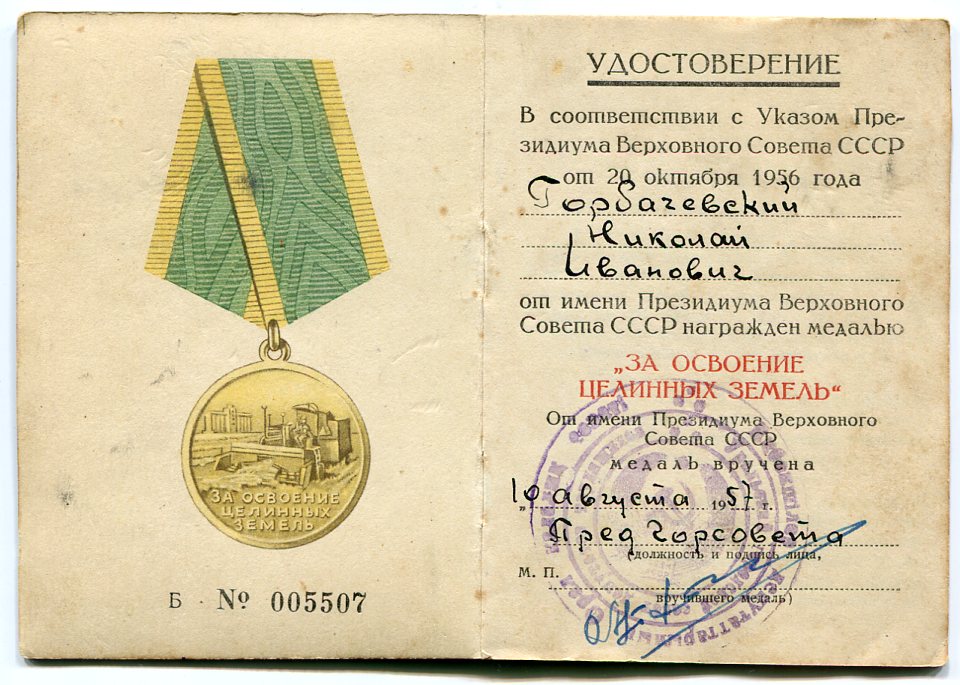 ЗА ОСВОЕНИЕ
ЦЕЛИННЫХ
ЗЕМЕЛЬ
Б № 005507
УДОСТОВЕРЕНИЕ
В соответствии с Указом Пре-
зидиума Верховного Совета СССР
от 20 октября 1956 года
Горбачевский
Николай
Иванович
от имени Президиума Верховного
Совета СССР награжден медалью
„ЗА ОСВОЕНИЕ
ЦЕЛИННЫХ ЗЕМЕЛЬ“
От имени Президиума Верховного
Совета СССР
медаль вручена
августа 1957 г.
Пред Горсовета
(должность и подпись лица,
М. П.
вручившего медаль)